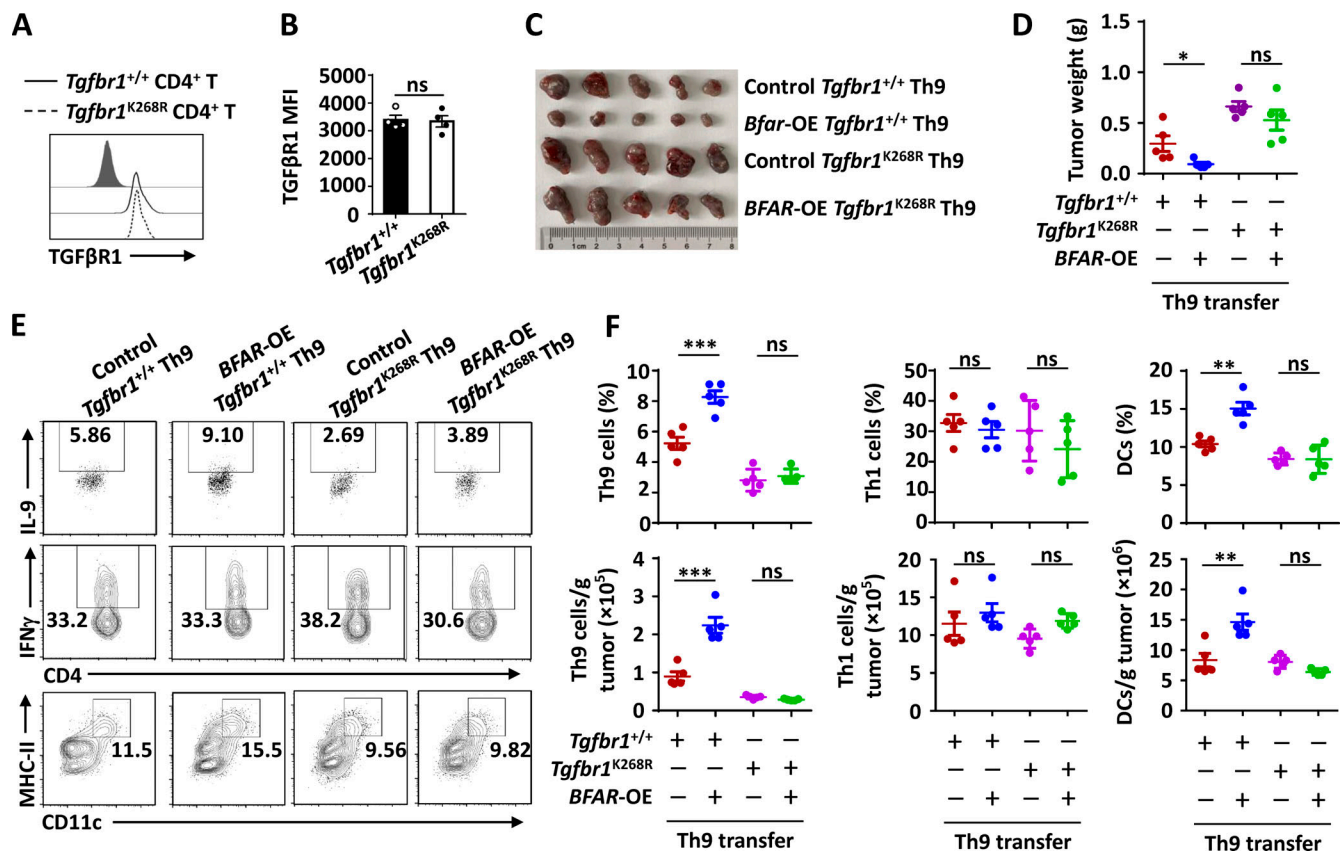 A
Tgfbr1+/+ CD4+ T
Tgfbr1K268R CD4+ T
TGFβR1
B
TGFβR1 MFI
5000
4000
3000
2000
1000
0
ns
Tgfbr1+/+
Tgfbr1K268R
C
Control Tgfbr1+/+ Th9
Bfar-OE Tgfbr1+/+ Th9
Control Tgfbr1K268R Th9
BFAR-OE Tgfbr1K268R Th9
0 1cm 2 3 4 5 6 7 8
D
Tumor weight (g)
1.0
0.5
0.0
* ns
Tgfbr1+/+ + + − −
Tgfbr1K268R − − + +
BFAR-OE − + − +
Th9 transfer
E
Control Tgfbr1+/+ Th9
BFAR-OE Tgfbr1+/+ Th9
Control Tgfbr1K268R Th9
BFAR-OE Tgfbr1K268R Th9
IL-9
5.86 9.10 2.69 3.89
IFNγ
33.2 33.3 38.2 30.6
CD4
MHC-II
11.5 15.5 9.56 9.82
CD11c
F
Th9 cells (%)
10
8
6
4
2
0
*** ns
Th1 cells (%)
50
40
30
20
10
0
ns ns
DCs (%)
20
15
10
5
0
** ns
Th9 cells/g
tumor (×105)
4
3
2
1
0
*** ns
Th1 cells/g
tumor (×105)
20
15
10
5
0
ns ns
DCs/g tumor (×106)
25
20
15
10
5
0
** ns
Tgfbr1+/+ + + − − + + − − + + − −
Tgfbr1K268R − − + + − − + + − − + +
BFAR-OE − + − + − + − + − + − +
Th9 transfer Th9 transfer Th9 transfer